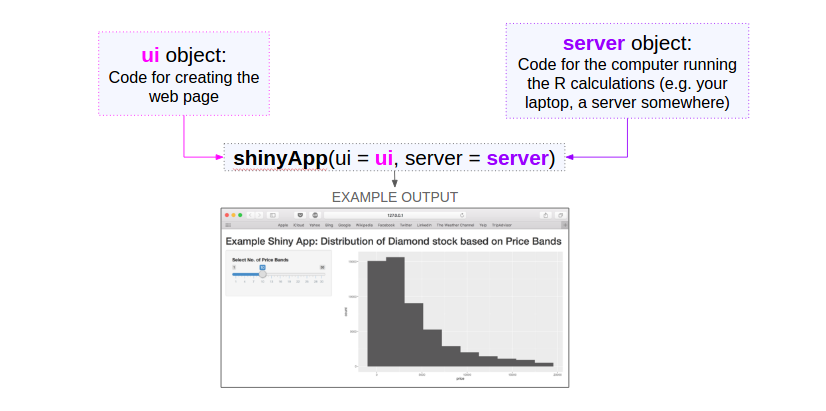 ui object:
Code for creating the
web page
server object:
Code for the computer running
the R calculations (e.g. your
laptop, a server somewhere)
shinyApp(ui = ui, server = server)
EXAMPLE OUTPUT
127.0.0.1
Apple iCloud Yahoo Bing Google Wikipedia Facebook Twitter LinkedIn The Weather Channel Yelp TripAdvisor
Example Shiny App: Distribution of Diamond stock based on Price Bands
Select No. of Price Bands
count
price